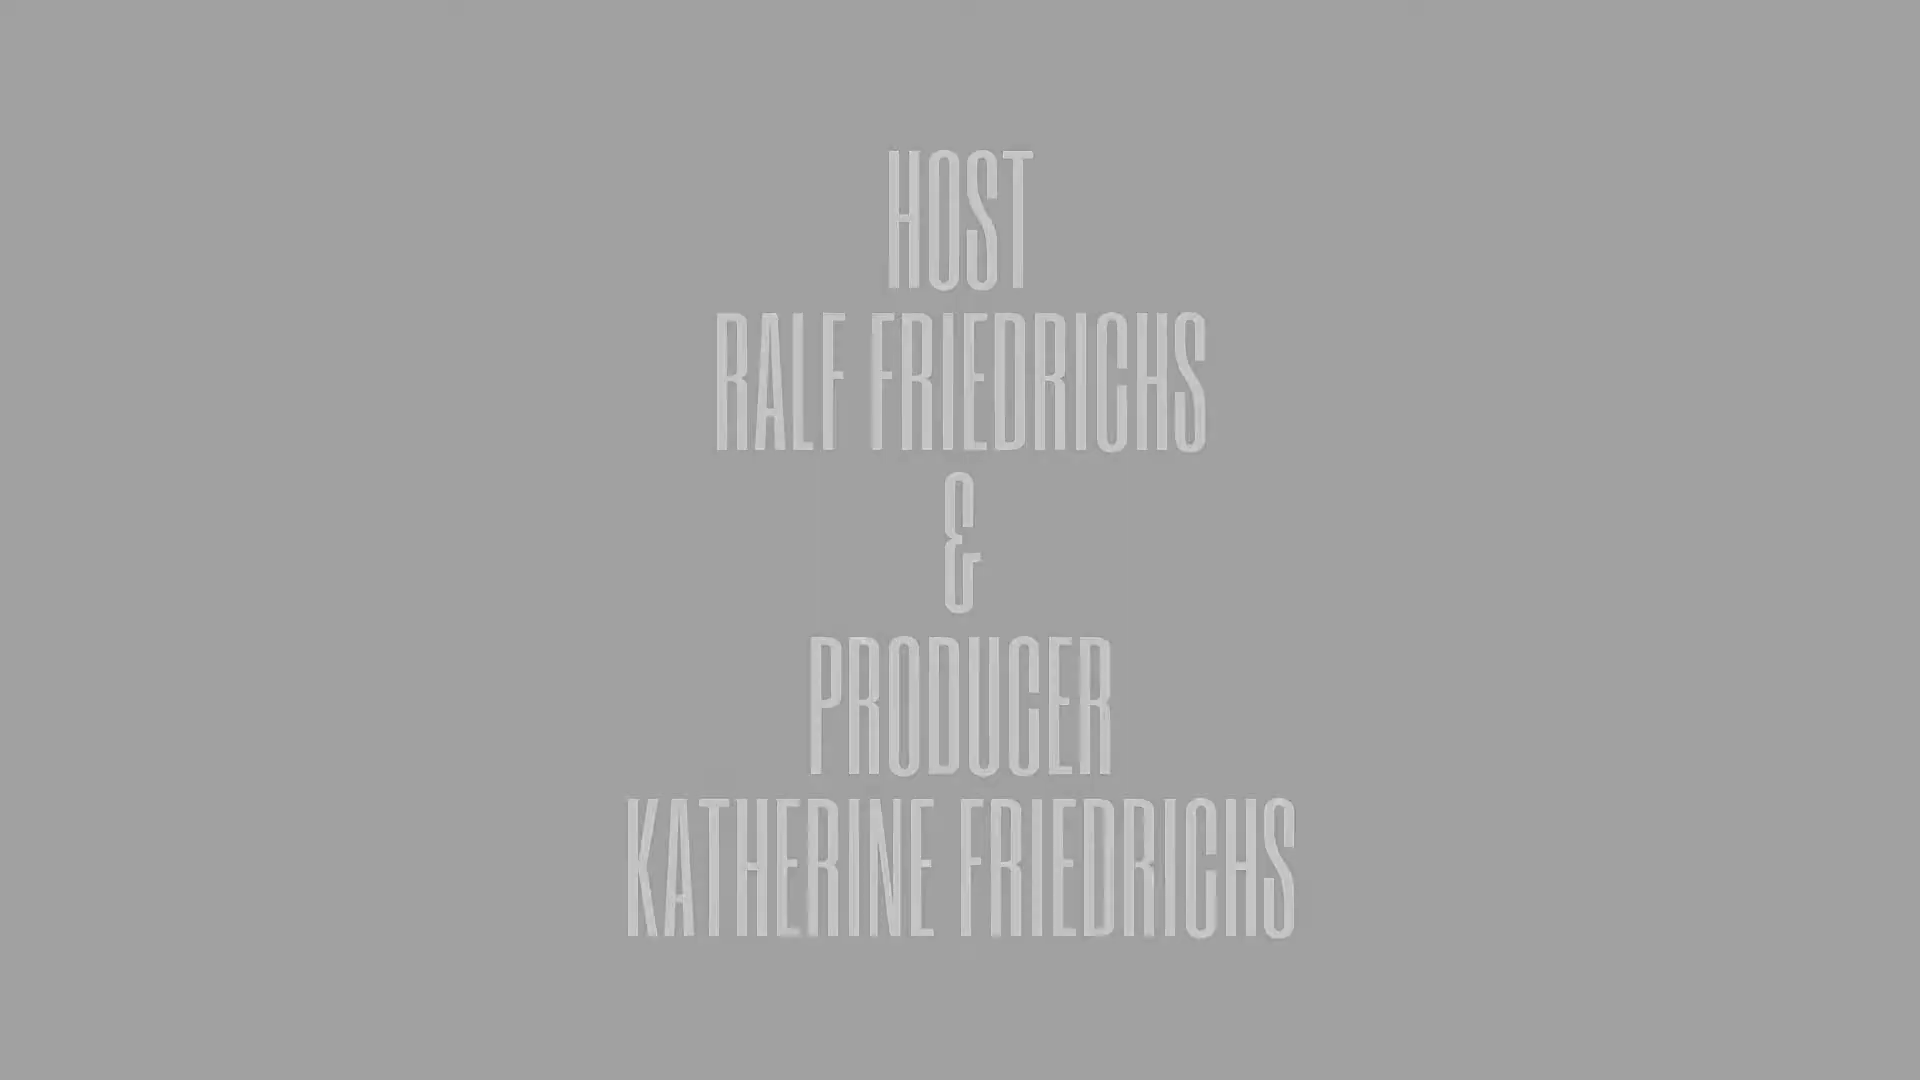 HOST
RALF FRIEDRICHS
&
PRODUCER
KATHERINE FRIEDRICHS